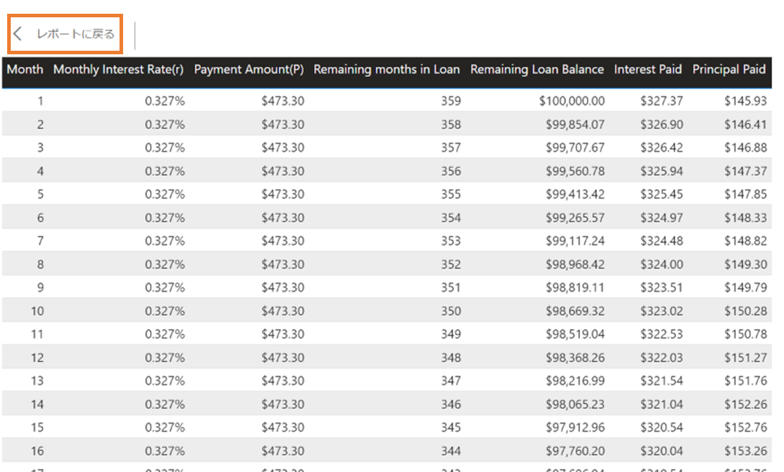 レポートに戻る
Month Monthly Interest Rate(r) Payment Amount(P) Remaining months in Loan Remaining Loan Balance Interest Paid Principal Paid
1 0.327% $473.30 359 $100,000.00 $327.37 $145.93
2 0.327% $473.30 358 $99,854.07 $326.90 $146.41
3 0.327% $473.30 357 $99,707.67 $326.42 $146.88
4 0.327% $473.30 356 $99,560.78 $325.94 $147.37
5 0.327% $473.30 355 $99,413.42 $325.45 $147.85
6 0.327% $473.30 354 $99,265.57 $324.97 $148.33
7 0.327% $473.30 353 $99,117.24 $324.48 $148.82
8 0.327% $473.30 352 $98,968.42 $324.00 $149.30
9 0.327% $473.30 351 $98,819.11 $323.51 $149.79
10 0.327% $473.30 350 $98,669.32 $323.02 $150.28
11 0.327% $473.30 349 $98,519.04 $322.53 $150.78
12 0.327% $473.30 348 $98,368.26 $322.03 $151.27
13 0.327% $473.30 347 $98,216.99 $321.54 $151.76
14 0.327% $473.30 346 $98,065.23 $321.04 $152.26
15 0.327% $473.30 345 $97,912.96 $320.54 $152.76
16 0.327% $473.30 344 $97,760.20 $320.04 $153.26